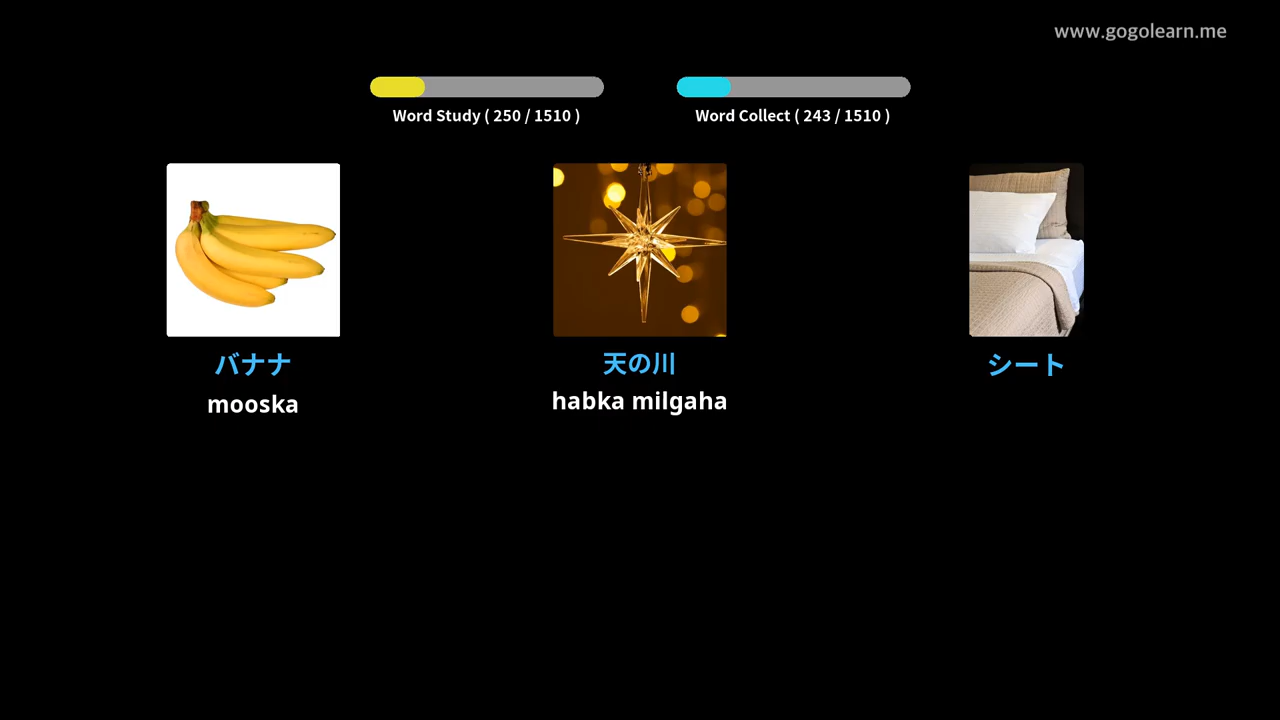 www.gogolearn.me
Word Study ( 250 / 1510 )
Word Collect ( 243 / 1510 )
バナナ
mooska
天の川
habka milgaha
シート